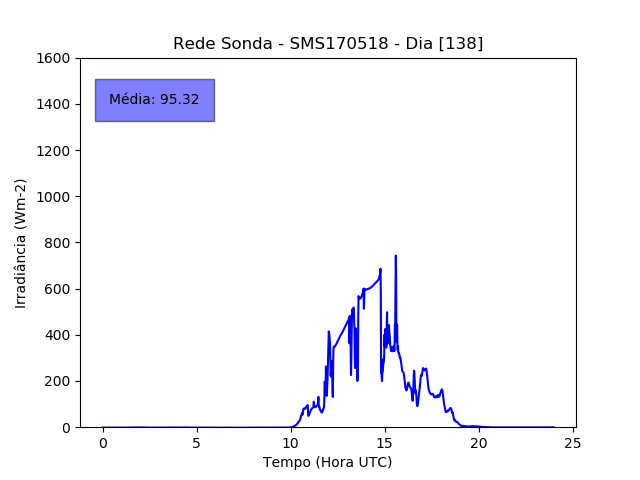 Rede Sonda - SMS170518 - Dia [138]
1600
1400
1200
1000
800
600
400
200
0
Média: 95.32
Irradiância (Wm-2)
0 5 10 15 20 25
Tempo (Hora UTC)